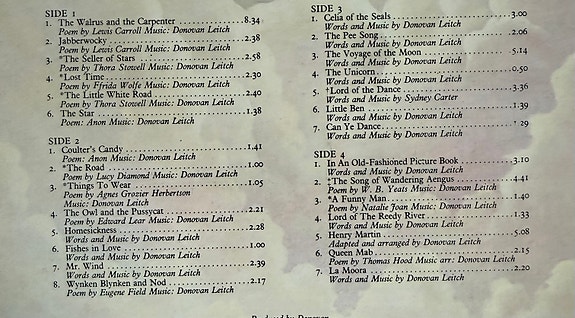 SIDE 1
1. The Walrus and the Carpenter ................ 8.34
Poem by Lewis Carroll Music: Donovan Leitch
2. Jabberwocky ................ 2.38
Poem by Lewis Carroll Music: Donovan Leitch
3. *The Seller of Stars ................ 2.58
Poem by Thora Stowell Music: Donovan Leitch
4. *Lost Time ................ 2.30
Poem by Ffrida Wolfe Music: Donovan Leitch
5. *The Little White Road ................ 2.40
Poem by Thora Stowell Music: Donovan Leitch
6. The Star ................ 1.38
Poem: Anon Music: Donovan Leitch
SIDE 2
1. Coulter's Candy ................ 1.41
Poem: Anon Music: Donovan Leitch
2. *The Road ................ 1.00
Poem by Lucy Diamond Music: Donovan Leitch
3. *Things To Wear ................ 1.05
Poem by Agnes Grozier Herbertson
Music: Donovan Leitch
4. The Owl and the Pussycat ................ 2.21
Poem by Edward Lear Music: Donovan Leitch
5. Homesickness ................ 2.28
Words and Music by Donovan Leitch
6. Fishes in Love ................ 1.00
Words and Music by Donovan Leitch
7. Mr. Wind ................ 2.39
Words and Music by Donovan Leitch
8. Wynken Blynken and Nod ................ 2.17
Poem by Eugene Field Music: Donovan Leitch
SIDE 3
1. Celia of the Seals ................ 3.00
Words and Music by Donovan Leitch
2. The Pee Song ................ 2.06
Words and Music by Donovan Leitch
3. The Voyage of the Moon ................ 5.14
Words and Music by Donovan Leitch
4. The Unicorn ................ 0.50
Words and Music by Donovan Leitch
5. †Lord of the Dance ................ 3.36
Words and Music by Sydney Carter
6. Little Ben ................ 1.39
Words and Music by Donovan Leitch
7. Can Ye Dance ................ 29
Words and Music by Donovan Leitch
SIDE 4
1. In An Old-Fashioned Picture Book ................ 3.10
Words and Music by Donovan Leitch
2. ‡The Song of Wandering Aengus ................ 4.41
Poem by W. B. Yeats Music: Donovan Leitch
3. *A Funny Man ................ 1.40
Poem by Natalie Joan Music: Donovan Leitch
4. Lord of The Reedy River ................ 1.33
Words and Music by Donovan Leitch
5. Henry Martin ................ 5.08
Adapted and arranged by Donovan Leitch
6. Queen Mab ................ 2.15
Poem by Thomas Hood Music arr: Donovan Leitch
7. La Moora ................ 2.20
Words and Music by Donovan Leitch